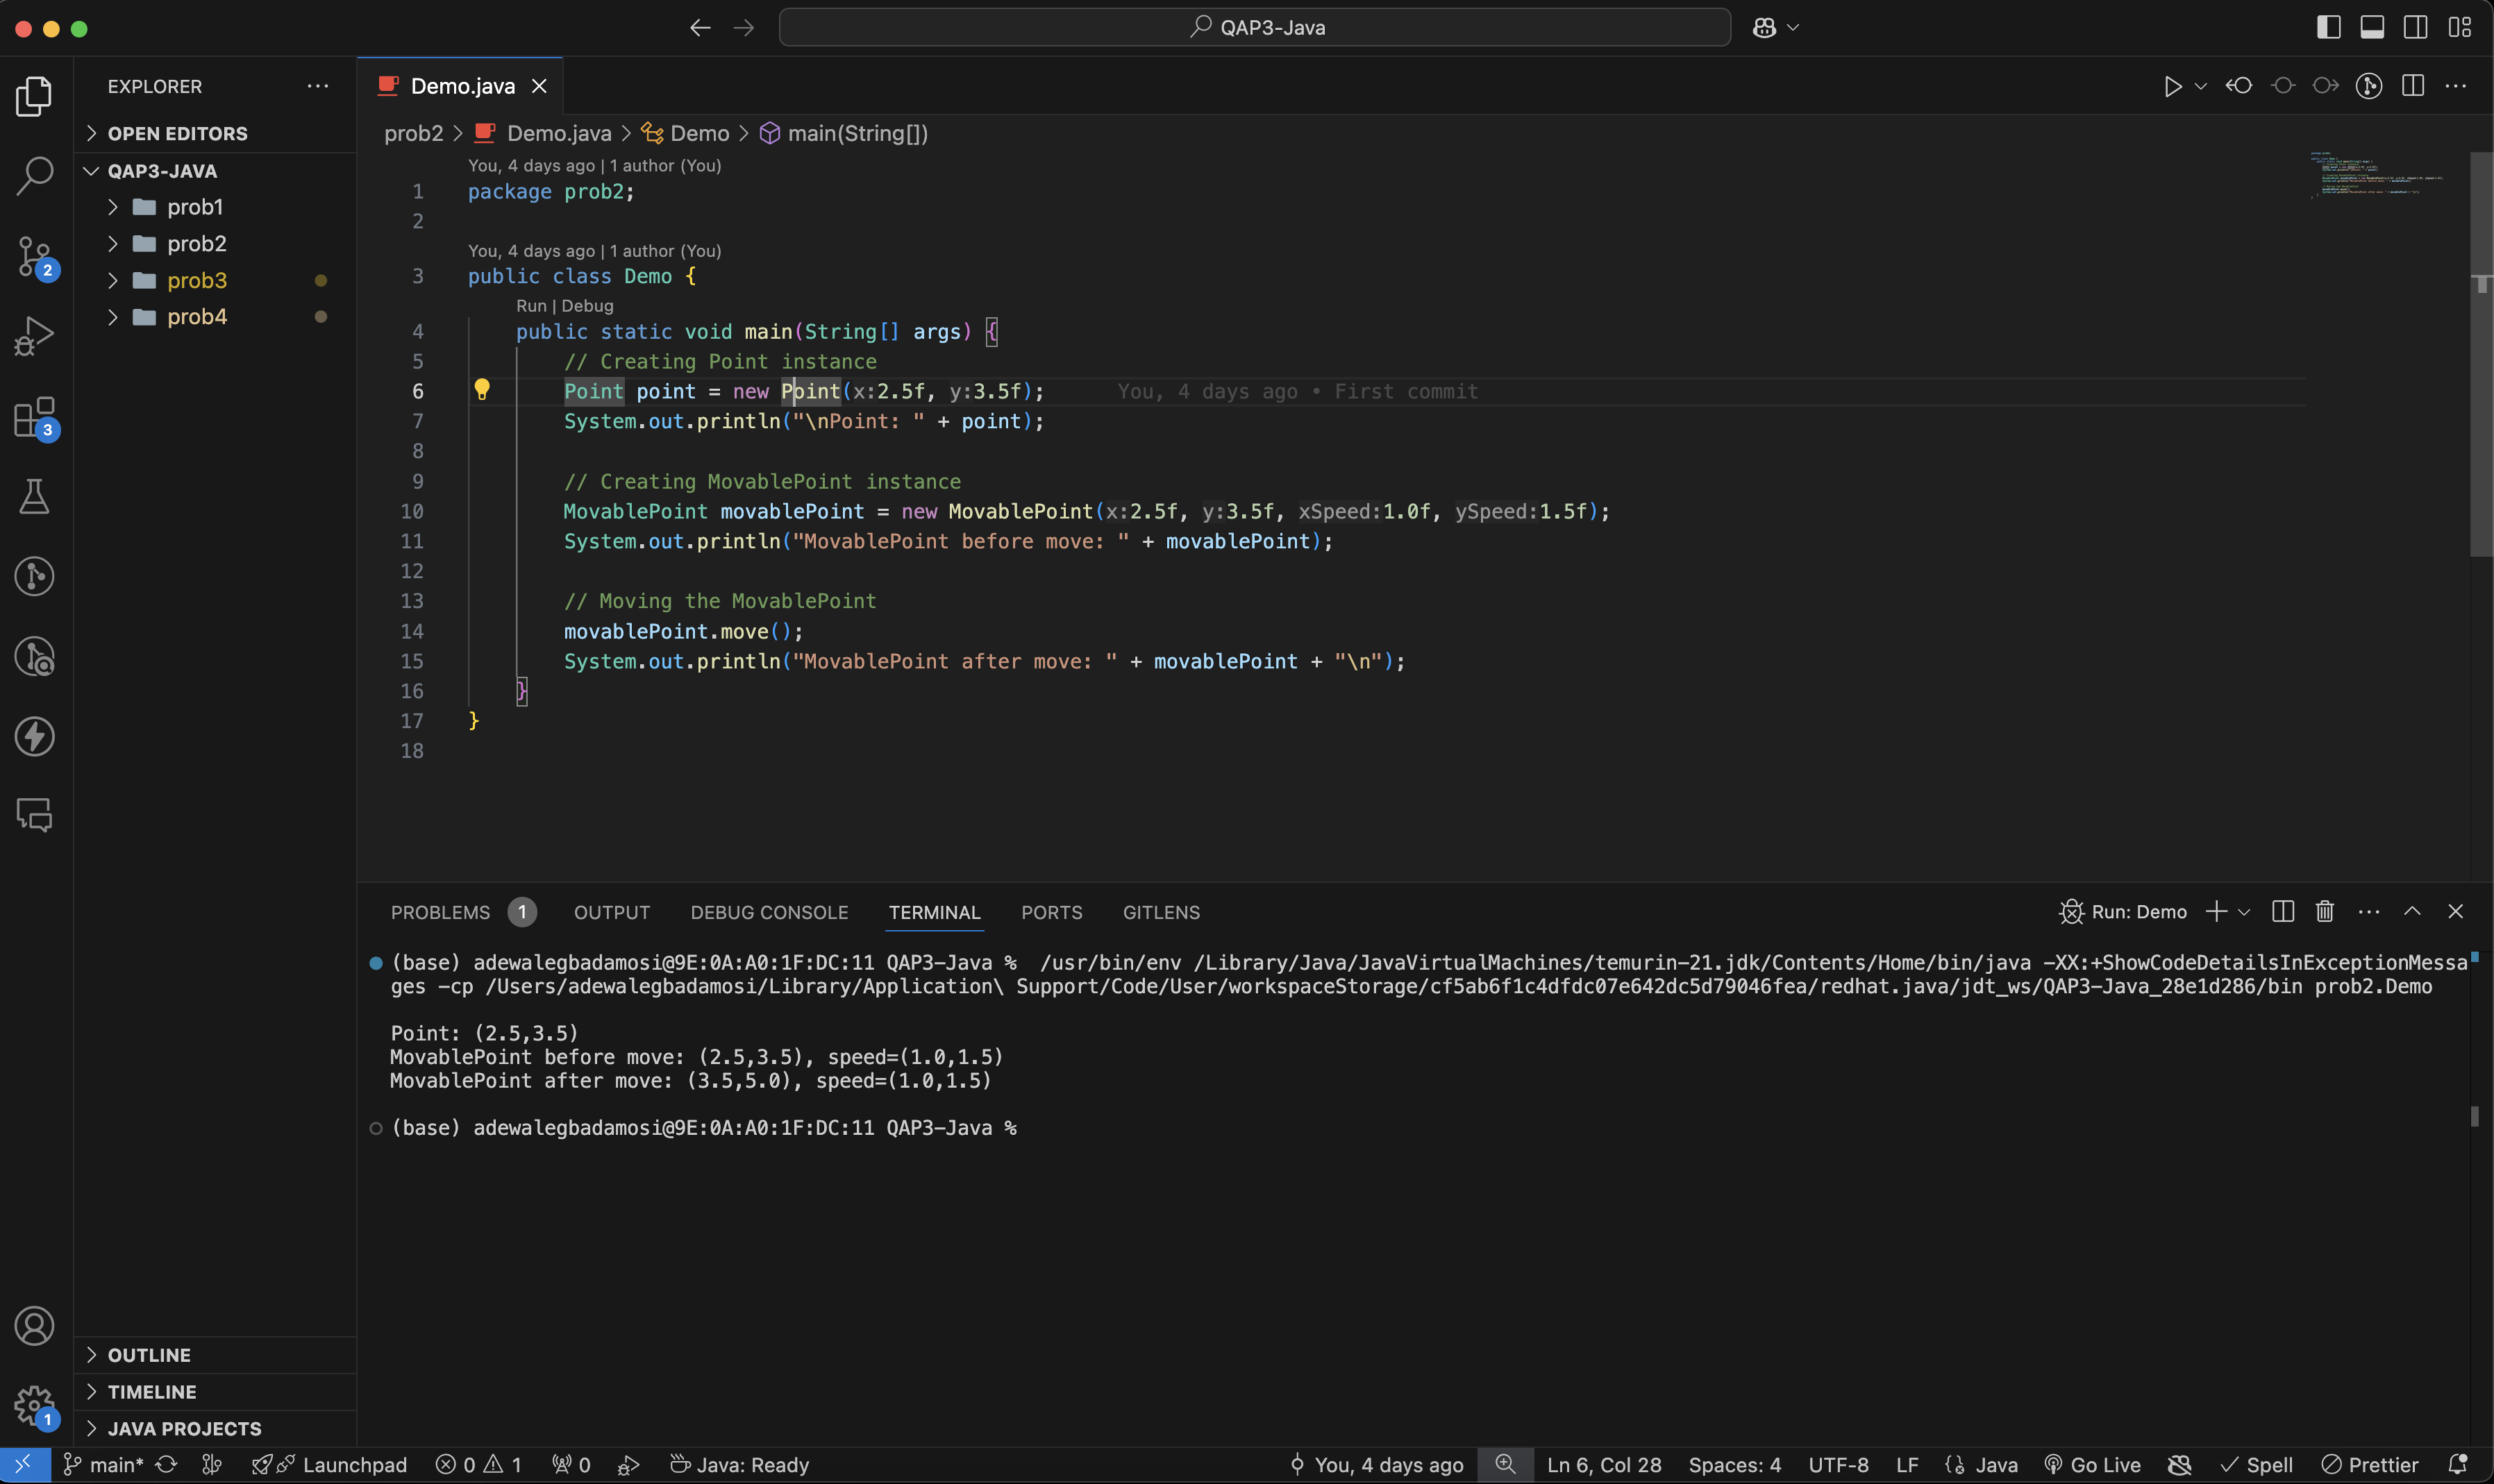 QAP3-Java
EXPLORER
OPEN EDITORS
QAP3-JAVA
prob1
prob2
prob3
prob4
2
3
Demo.java
prob2 > Demo.java > Demo > main(String[])
You, 4 days ago | 1 author (You)
1 package prob2;
2
You, 4 days ago | 1 author (You)
3 public class Demo {
Run | Debug
4 public static void main(String[] args) {
5 // Creating Point instance
6 Point point = new Point(x:2.5f, y:3.5f); You, 4 days ago • First commit
7 System.out.println("\nPoint: " + point);
8
9 // Creating MovablePoint instance
10 MovablePoint movablePoint = new MovablePoint(x:2.5f, y:3.5f, xSpeed:1.0f, ySpeed:1.5f);
11 System.out.println("MovablePoint before move: " + movablePoint);
12
13 // Moving the MovablePoint
14 movablePoint.move();
15 System.out.println("MovablePoint after move: " + movablePoint + "\n");
16 }
17 }
18
PROBLEMS 1 OUTPUT DEBUG CONSOLE TERMINAL PORTS GITLENS Run: Demo
(base) adewalegbadamosi@9E:0A:A0:1F:DC:11 QAP3-Java % /usr/bin/env /Library/Java/JavaVirtualMachines/temurin-21.jdk/Contents/Home/bin/java -XX:+ShowCodeDetailsInExceptionMessa
ges -cp /Users/adewalegbadamosi/Library/Application\ Support/Code/User/workspaceStorage/cf5ab6f1c4dfdc07e642dc5d79046fea/redhat.java/jdt_ws/QAP3-Java_28e1d286/bin prob2.Demo
Point: (2.5,3.5)
MovablePoint before move: (2.5,3.5), speed=(1.0,1.5)
MovablePoint after move: (3.5,5.0), speed=(1.0,1.5)
(base) adewalegbadamosi@9E:0A:A0:1F:DC:11 QAP3-Java %
OUTLINE
TIMELINE
JAVA PROJECTS
1
main* Launchpad 0 1 0 Java: Ready You, 4 days ago Ln 6, Col 28 Spaces: 4 UTF-8 LF Java Go Live Spell Prettier